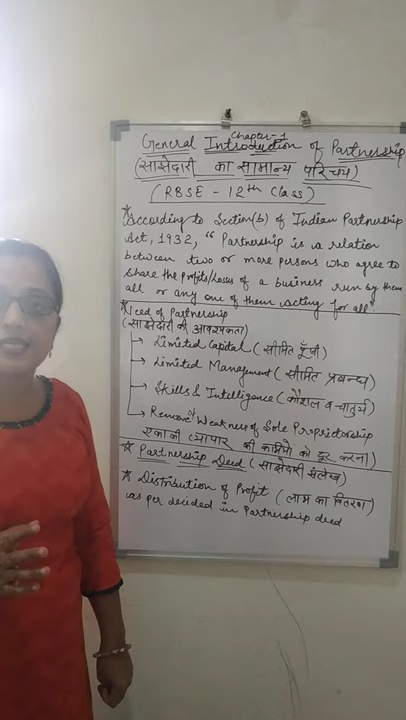 Chapter-1
General Introduction of Partnership
(साझेदारी का सामान्य परिचय)
(RBSE - 12th Class)
*According to Section(b) of Indian Partnership
Act, 1932, "Partnership is a relation
between two or more persons who agree to
share the profits/losses of a business run by them
all or any one of them acting for all"
*Need of Partnership
(साझेदारी की आवश्यकता)
→ Limited Capital (सीमित पूँजी)
→ Limited Management (सीमित प्रबन्ध)
→ Skills & Intelligence (कौशल व चातुर्य)
→ Remove of Weakness of Sole Proprietorship
एकाकी व्यापार की कमियों को दूर करना)
* Partnership Deed (साझेदारी संलेख)
* Distribution of Profit (लाभ का वितरण)
as per decided in Partnership deed